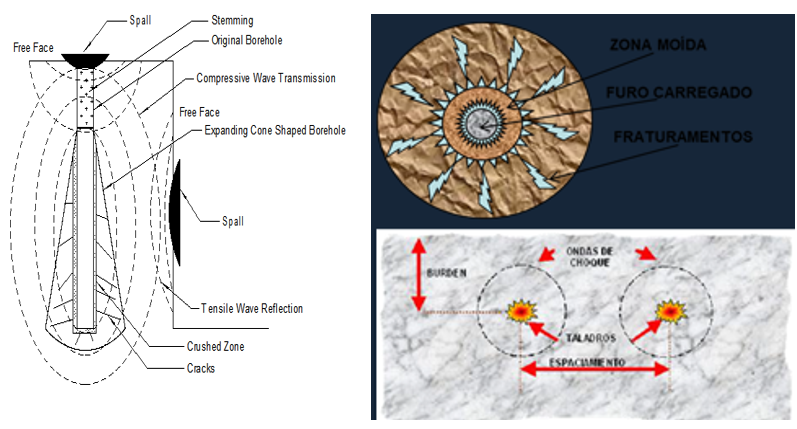 Spall
Stemming
Free Face
Original Borehole
Compressive Wave Transmission
Free Face
Expanding Cone Shaped Borehole
Spall
Tensile Wave Reflection
Crushed Zone
Cracks
ZONA MOÍDA
FURO CARREGADO
FRATURAMENTOS
ONDAS DE
CHOQUE
BURDEN
TALADROS
ESPACIAMIENTO